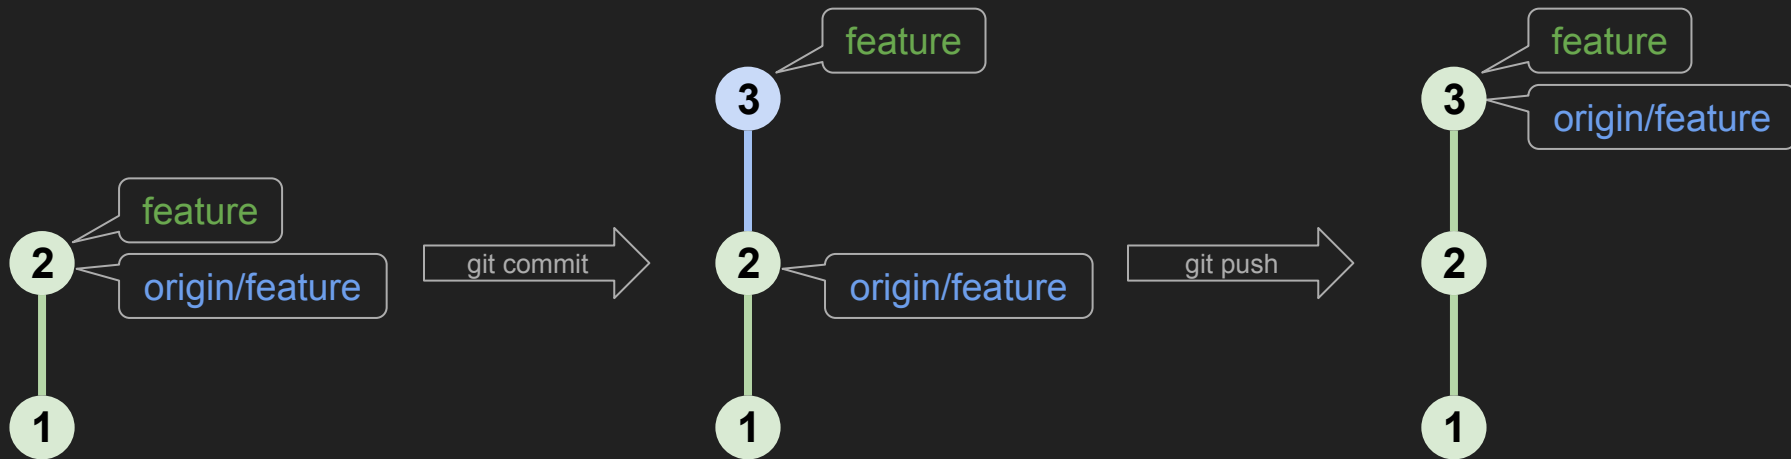 feature
2
origin/feature
1
git commit
feature
3
2
origin/feature
1
git push
feature
3
origin/feature
2
1